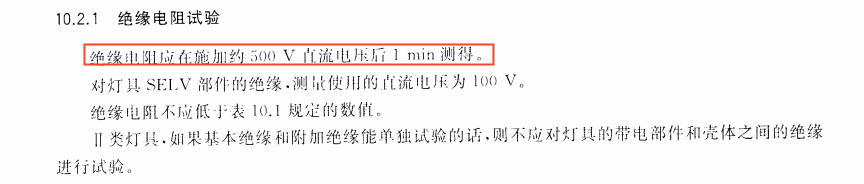 10.2.1 绝缘电阻试验
绝缘电阻应在施加约 500 V 直流电压后 1 min 测得。
对灯具 SELV 部件的绝缘,测量使用的直流电压为 100 V。
绝缘电阻不应低于表 10.1 规定的数值。
Ⅱ类灯具,如果基本绝缘和附加绝缘能单独试验的话,则不应对灯具的带电部件和壳体之间的绝缘
进行试验。